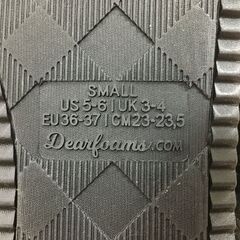 SMALL
US 5-6 | UK 3-4
EU 36-37 | CM 23-23,5
Dearfoams.COM